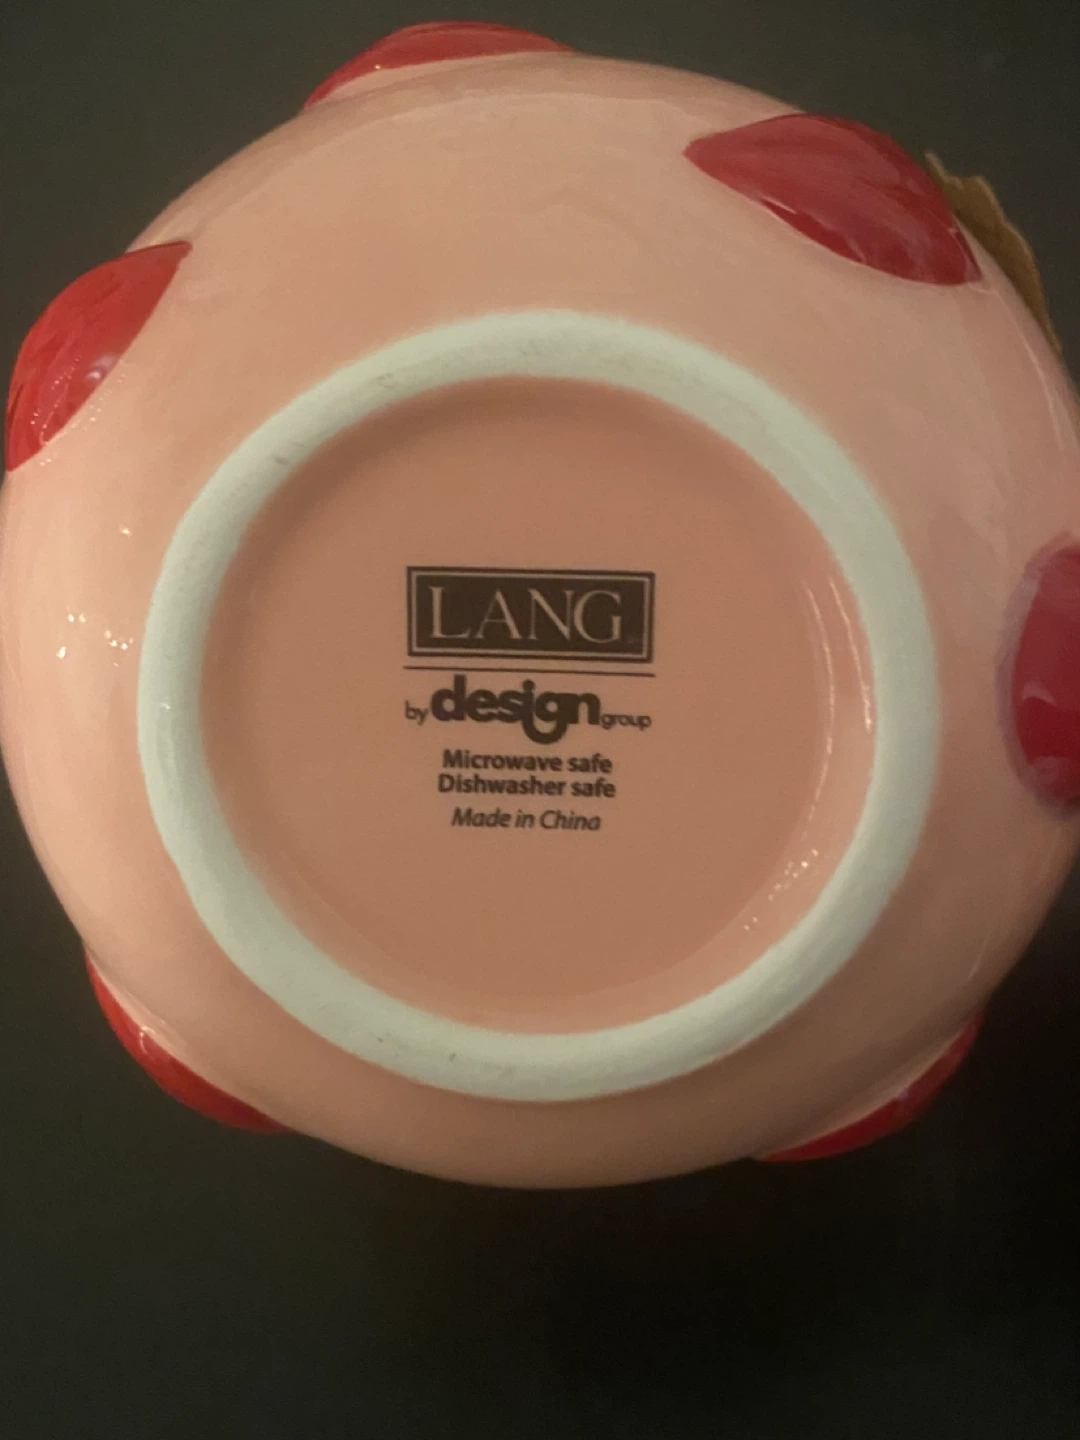 LANG
by design group
Microwave safe
Dishwasher safe
Made in China